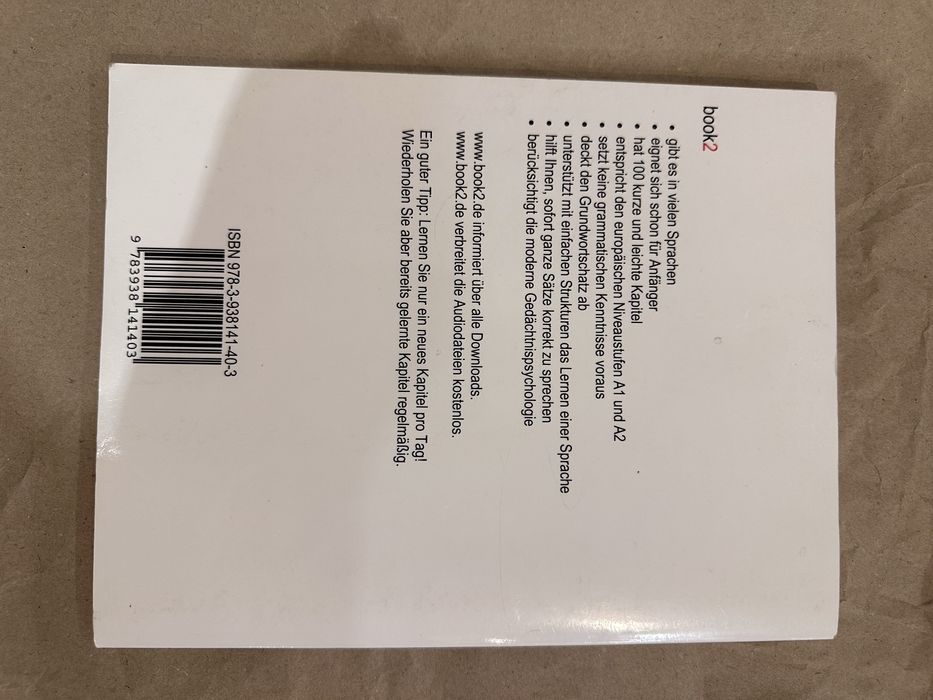 book2
• gibt es in vielen Sprachen
• eignet sich schon für Anfänger
• hat 100 kurze und leichte Kapitel
• entspricht den europäischen Niveaustufen A1 und A2
• setzt keine grammatischen Kenntnisse voraus
• deckt den Grundwortschatz ab
• unterstützt mit einfachen Strukturen das Lernen einer Sprache
• hilft Ihnen, sofort ganze Sätze korrekt zu sprechen
• berücksichtigt die moderne Gedächtnispsychologie
www.book2.de informiert über alle Downloads.
www.book2.de verbreitet die Audiodateien kostenlos.
Ein guter Tipp: Lernen Sie nur ein neues Kapitel pro Tag!
Wiederholen Sie aber bereits gelernte Kapitel regelmäßig.
ISBN 978-3-938141-40-3
9 783938 141403